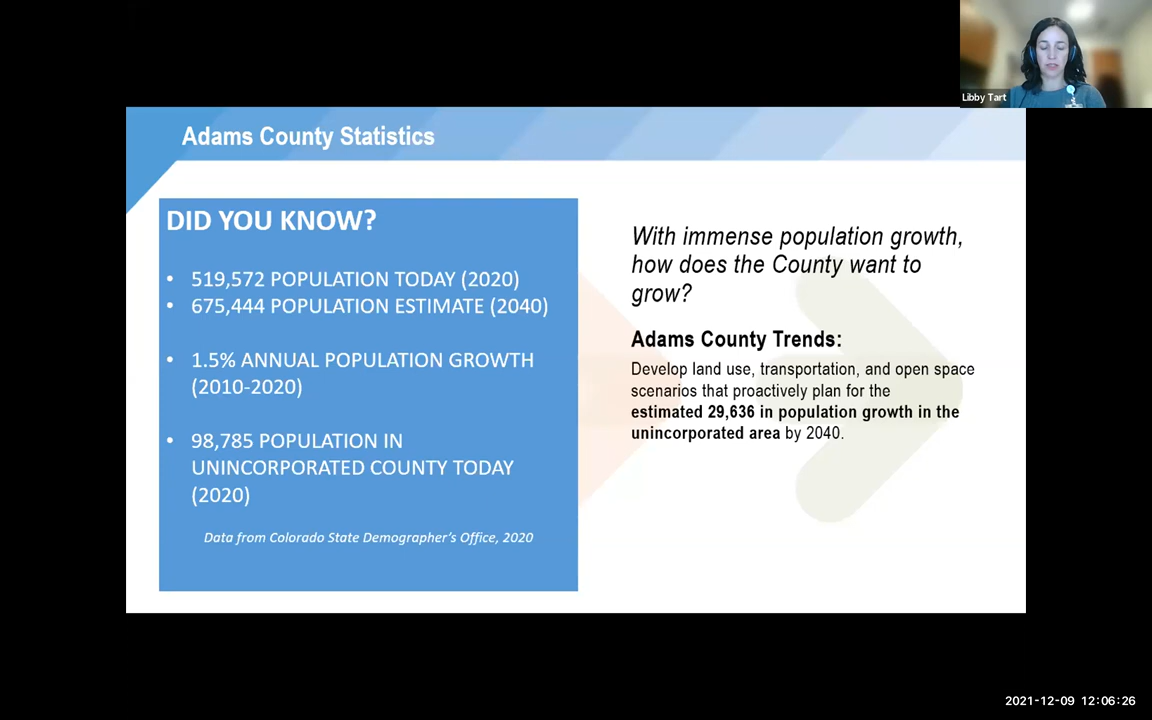 Libby Tart
Adams County Statistics
DID YOU KNOW?
• 519,572 POPULATION TODAY (2020)
• 675,444 POPULATION ESTIMATE (2040)
• 1.5% ANNUAL POPULATION GROWTH
(2010-2020)
• 98,785 POPULATION IN
UNINCORPORATED COUNTY TODAY
(2020)
Data from Colorado State Demographer's Office, 2020
With immense population growth,
how does the County want to
grow?
Adams County Trends:
Develop land use, transportation, and open space
scenarios that proactively plan for the
estimated 29,636 in population growth in the
unincorporated area by 2040.
2021-12-09 12:06:26